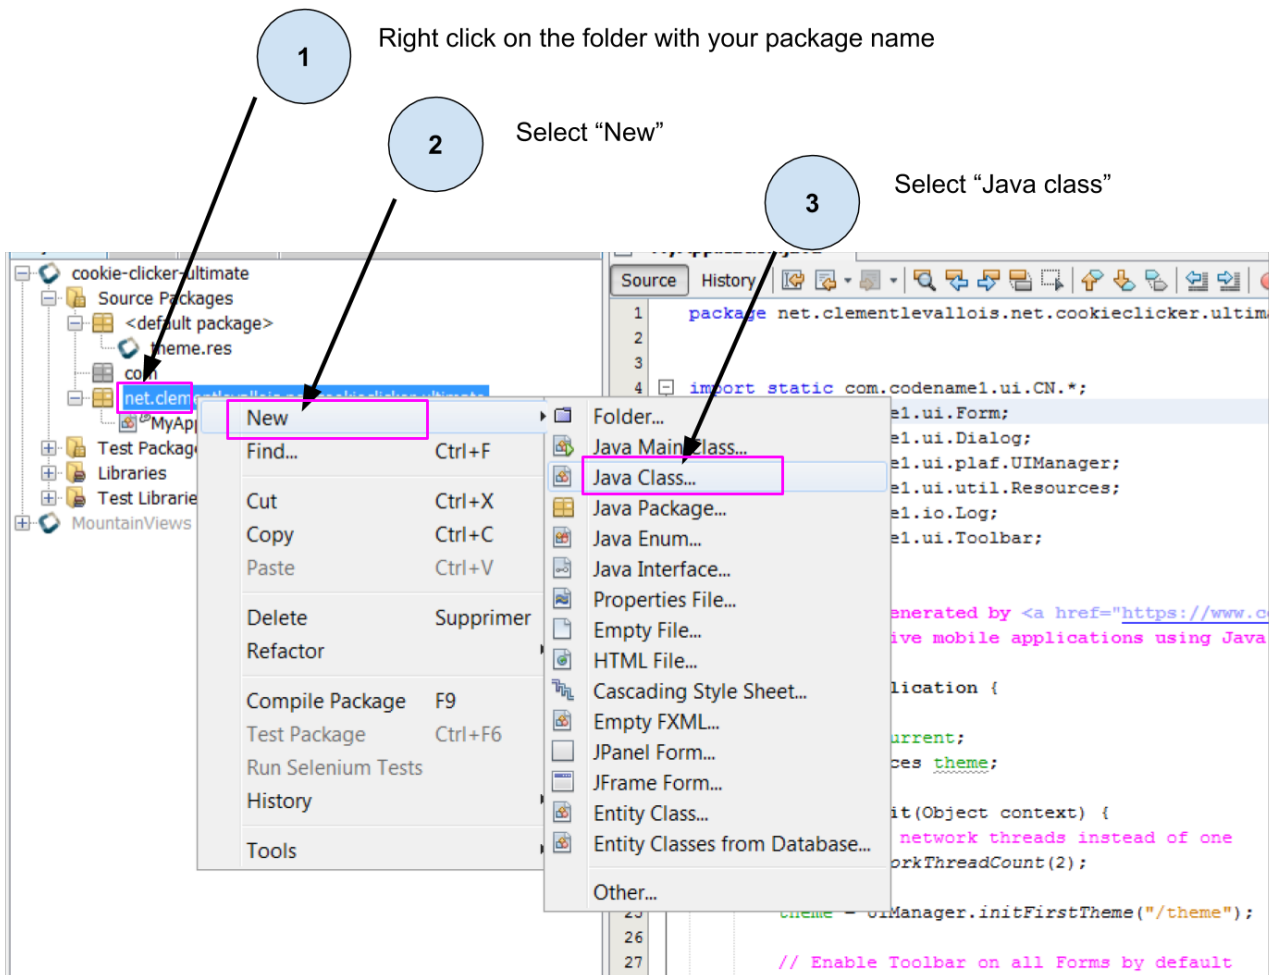 1
Right click on the folder with your package name
2
Select “New”
3
Select “Java class”
cookie-clicker-ultimate
Source Packages
<default package>
theme.res
com
net.clem
MyApp
Test Package
Libraries
Test Librarie
MountainViews
New
Find... Ctrl+F
Cut Ctrl+X
Copy Ctrl+C
Paste Ctrl+V
Delete Supprimer
Refactor
Compile Package F9
Test Package Ctrl+F6
Run Selenium Tests
History
Tools
Folder...
Java Main Class...
Java Class...
Java Package...
Java Enum...
Java Interface...
Properties File...
Empty File...
HTML File...
Cascading Style Sheet...
Empty FXML...
JPanel Form...
JFrame Form...
Entity Class...
Entity Classes from Database...
Other...
Source History
1 package net.clementlevallois.net.cookieclicker.ultima
2
3
4 import static com.codename1.ui.CN.*;
e1.ui.Form;
e1.ui.Dialog;
e1.ui.plaf.UIManager;
e1.ui.util.Resources;
e1.io.Log;
e1.ui.Toolbar;
enerated by <a href="https://www.c
ive mobile applications using Java
lication {
urrent;
ces theme;
it(Object context) {
network threads instead of one
orkThreadCount(2);
25 theme = UIManager.initFirstTheme("/theme");
26
27 // Enable Toolbar on all Forms by default